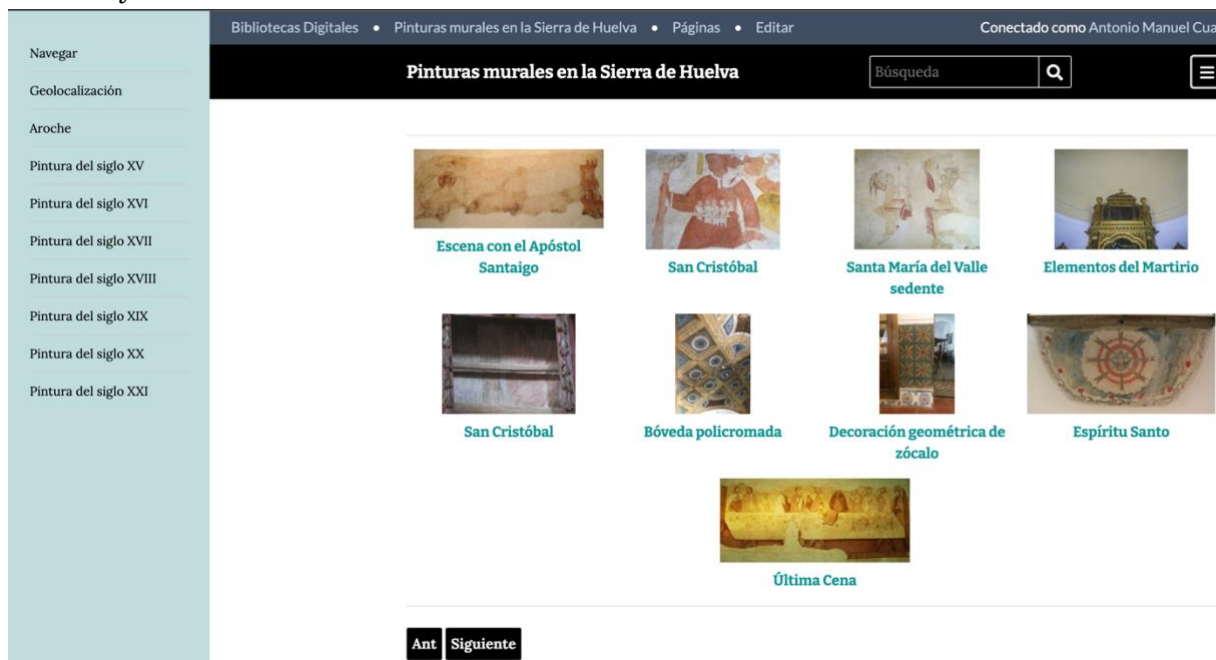 Bibliotecas Digitales • Pinturas murales en la Sierra de Huelva • Páginas • Editar
Conectado como Antonio Manuel Cua
Pinturas murales en la Sierra de Huelva
Búsqueda
Navegar
Geolocalización
Aroche
Pintura del siglo XV
Pintura del siglo XVI
Pintura del siglo XVII
Pintura del siglo XVIII
Pintura del siglo XIX
Pintura del siglo XX
Pintura del siglo XXI
Escena con el Apóstol
Santaigo
San Cristóbal
Santa María del Valle
sedente
Elementos del Martirio
San Cristóbal
Bóveda policromada
Decoración geométrica de
zócalo
Espíritu Santo
Última Cena
Ant Siguiente